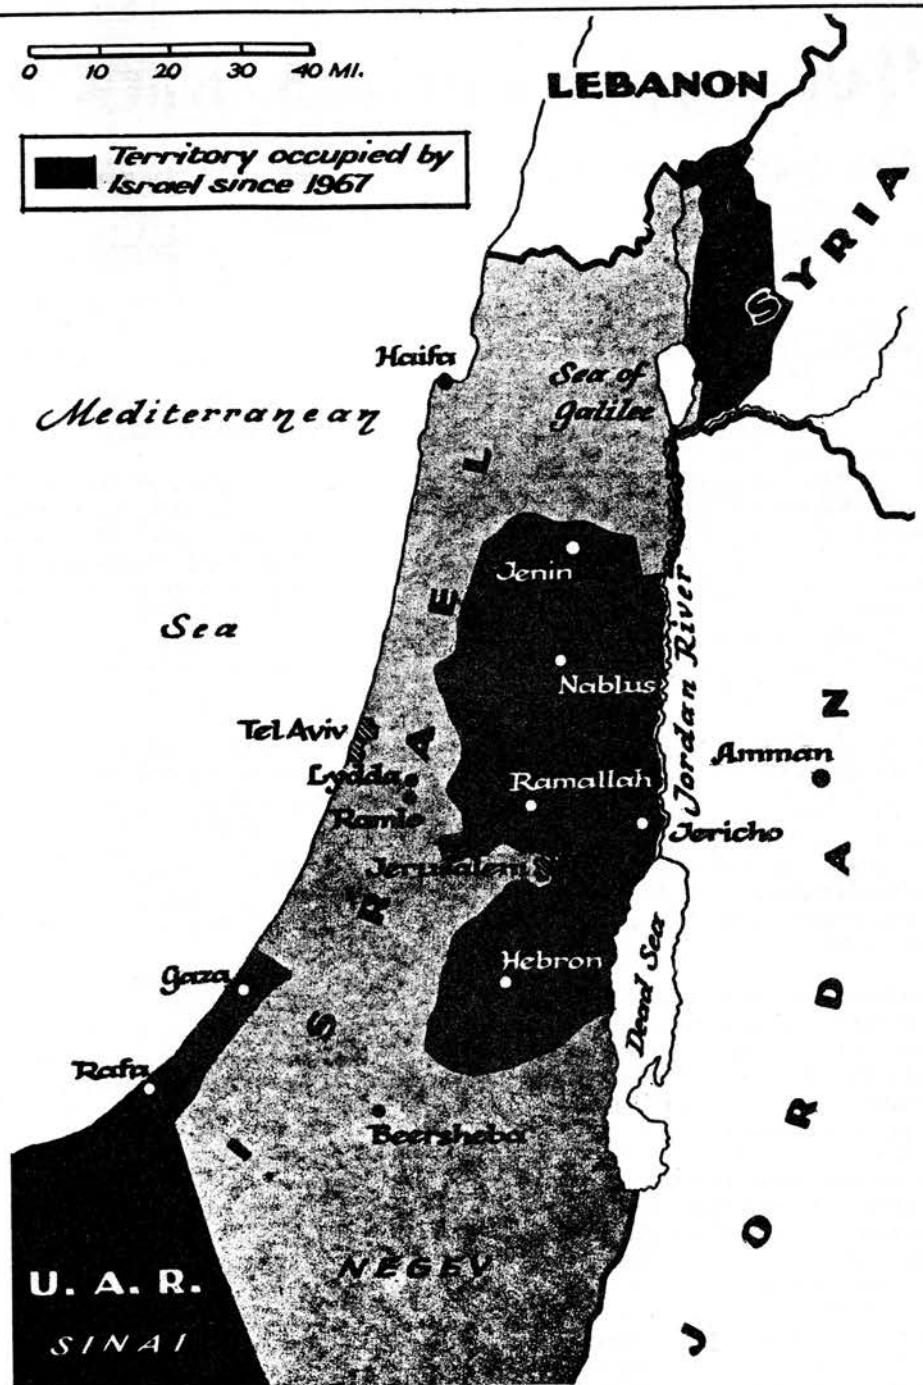 0 10 20 30 40 MI.
LEBANON
Territory occupied by
Israel since 1967
SYRIA
Haifa
Sea of
Galilee
Mediterranean
Sea
ISRAEL
Jenin
Nablus
Jordan River
Tel Aviv
Amman
Lydda
Ramallah
Ramle
Jericho
Jerusalem
JORDAN
Hebron
Gaza
Dead Sea
Rafa
Beersheba
NEGEV
U. A. R.
SINAI